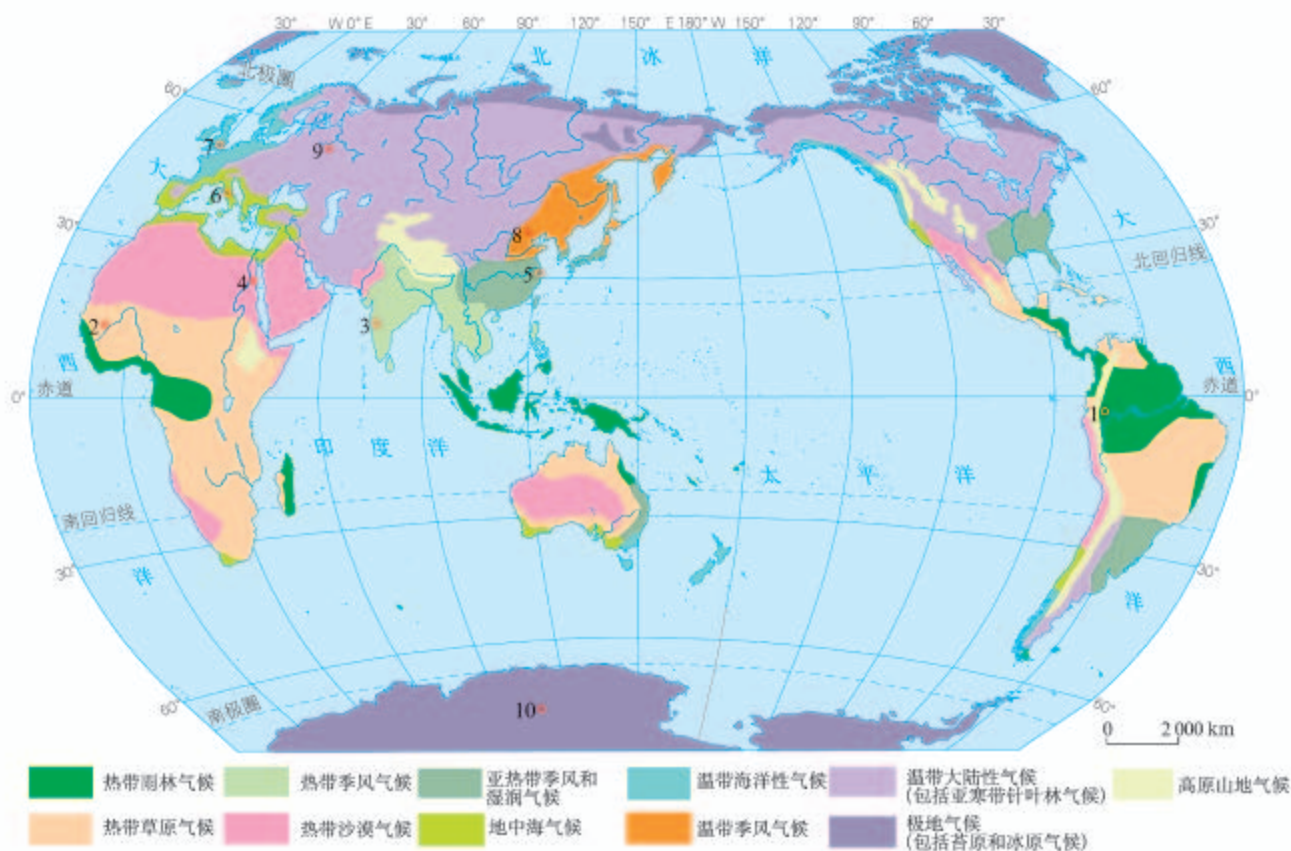 30° W 0° E 30° 60° 90° 120° 150° E 180° W 150° 120° 90° 60° 30°
北 冰 洋
北极圈
60°
60°
7
9
大
6
大
30°
30°
8
北回归线
5
4
2
3
西
西
赤道
赤道
0°
0°
1
印 度 洋
太 平 洋
南回归线
30°
30°
洋
洋
60°
南极圈
10
60°
0 2 000 km
热带雨林气候
热带季风气候
亚热带季风和
湿润气候
温带海洋性气候
温带大陆性气候
(包括亚寒带针叶林气候)
高原山地气候
热带草原气候
热带沙漠气候
地中海气候
温带季风气候
极地气候
(包括苔原和冰原气候)